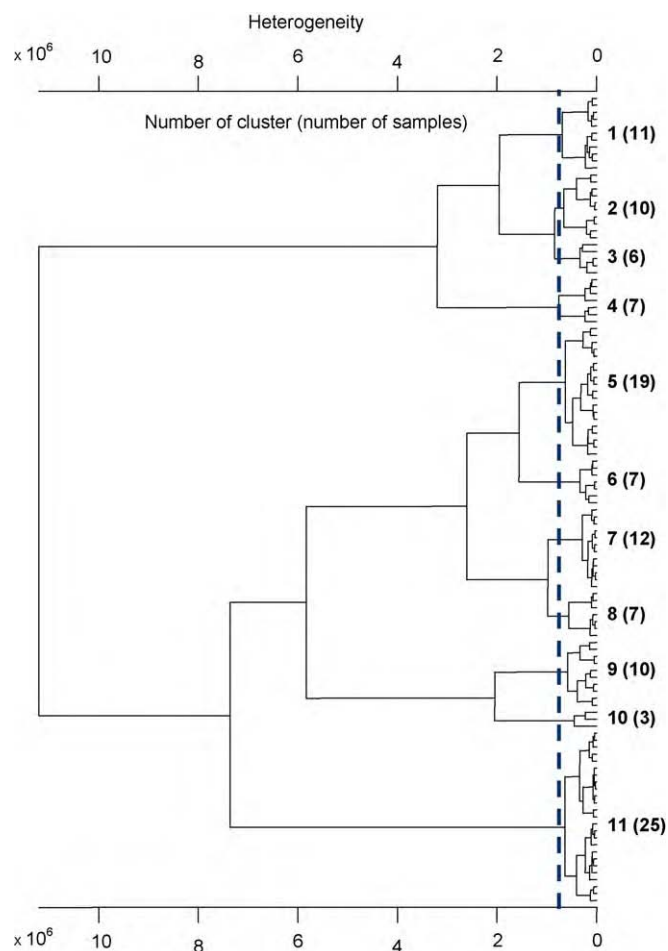 Heterogeneity
x 10⁶ 10 8 6 4 2 0
Number of cluster (number of samples)
1 (11)
2 (10)
3 (6)
4 (7)
5 (19)
6 (7)
7 (12)
8 (7)
9 (10)
10 (3)
11 (25)
x 10⁶ 10 8 6 4 2 0